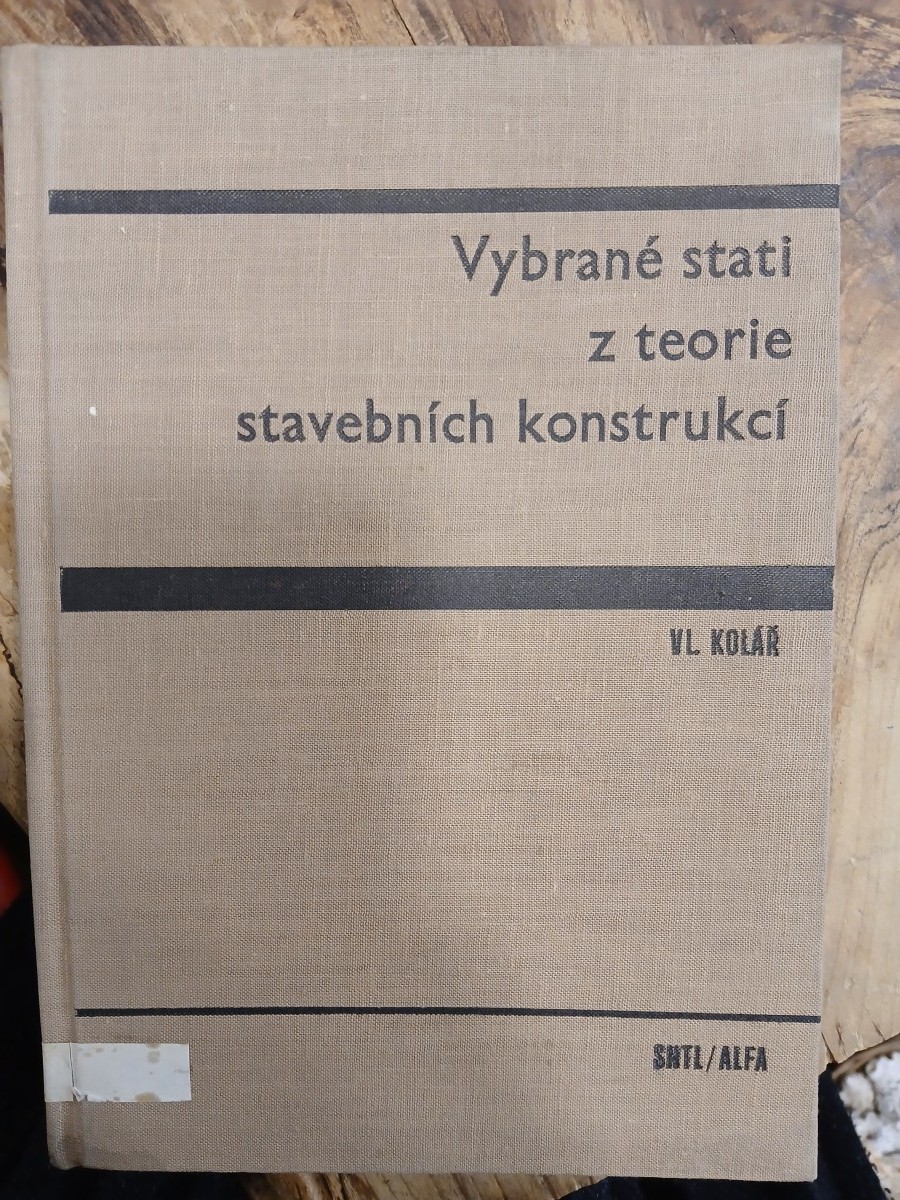 Vybrané stati
z teorie
stavebních konstrukcí
VL. KOLÁŘ
SNTL/ALFA